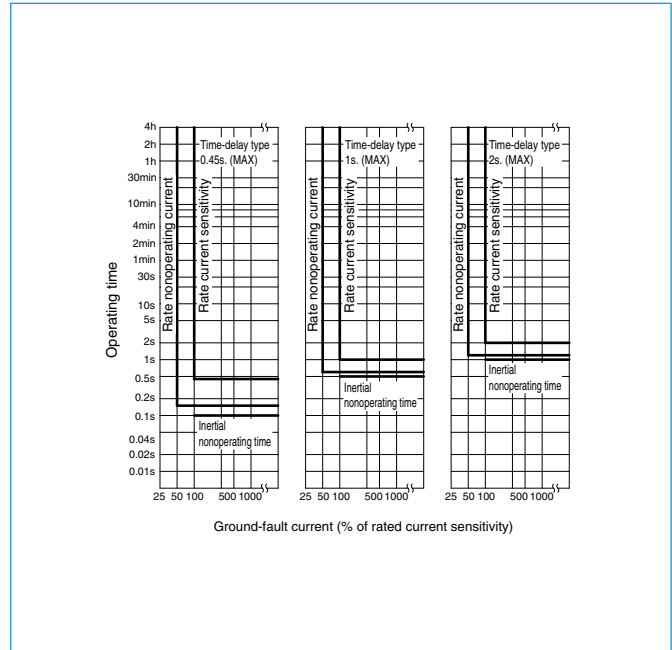 4h
2h
1h
30min
10min
4min
2min
1min
30s
10s
5s
2s
1s
0.5s
0.2s
0.1s
0.04s
0.02s
0.01s
Operating time
Rate nonoperating current
Rate current sensitivity
Time-delay type
0.45s. (MAX)
Inertial
nonoperating time
25 50 100 500 1000
Rate nonoperating current
Rate current sensitivity
Time-delay type
1s. (MAX)
Inertial
nonoperating time
25 50 100 500 1000
Rate nonoperating current
Rate current sensitivity
Time-delay type
2s. (MAX)
Inertial
nonoperating time
25 50 100 500 1000
Ground-fault current (% of rated current sensitivity)